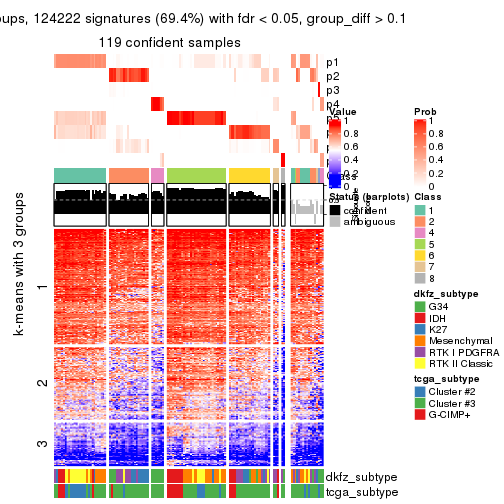 oups, 124222 signatures (69.4%) with fdr < 0.05, group_diff > 0.1
119 confident samples
p1
p2
p3
p4
Value
1
0.8
0.6
0.4
0.2
0
Prob
1
0.8
0.6
0.4
0.2
0
Status (barplots)
confident
ambiguous
Class
1
2
4
5
6
7
8
dkfz_subtype
G34
IDH
K27
Mesenchymal
RTK I PDGFRA
RTK II Classic
tcga_subtype
Cluster #2
Cluster #3
G-CIMP+
k-means with 3 groups
1
2
3
dkfz_subtype
tcga_subtype